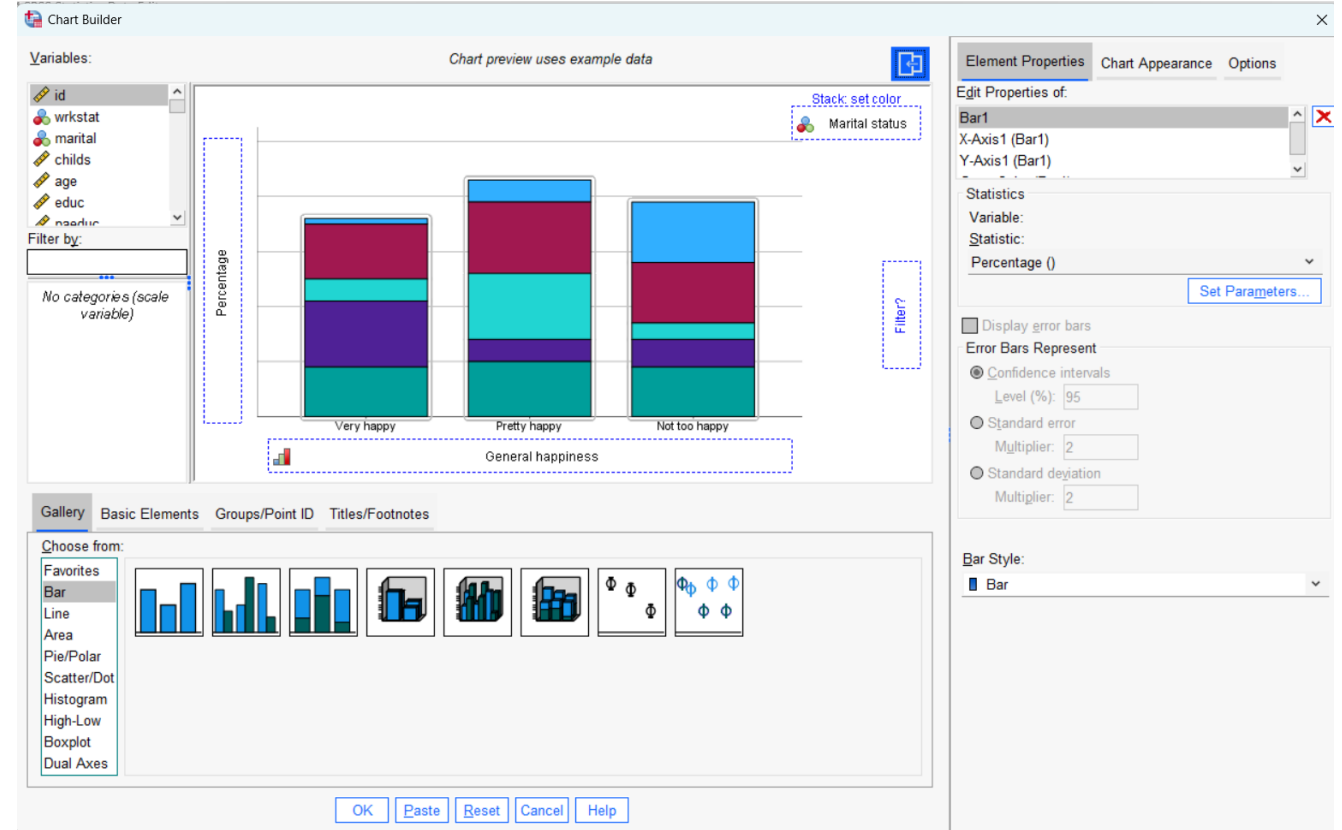 Chart Builder
Variables:
Chart preview uses example data
id
wrkstat
marital
childs
age
educ
paeduc
Filter by:
No categories (scale
variable)
Stack: set color
Marital status
Percentage
Filter?
Very happy
Pretty happy
Not too happy
General happiness
Gallery
Basic Elements
Groups/Point ID
Titles/Footnotes
Choose from:
Favorites
Bar
Line
Area
Pie/Polar
Scatter/Dot
Histogram
High-Low
Boxplot
Dual Axes
OK
Paste
Reset
Cancel
Help
Element Properties
Chart Appearance
Options
Edit Properties of:
Bar1
X-Axis1 (Bar1)
Y-Axis1 (Bar1)
Statistics
Variable:
Statistic:
Percentage ()
Set Parameters...
Display error bars
Error Bars Represent
Confidence intervals
Level (%): 95
Standard error
Multiplier: 2
Standard deviation
Multiplier: 2
Bar Style:
Bar